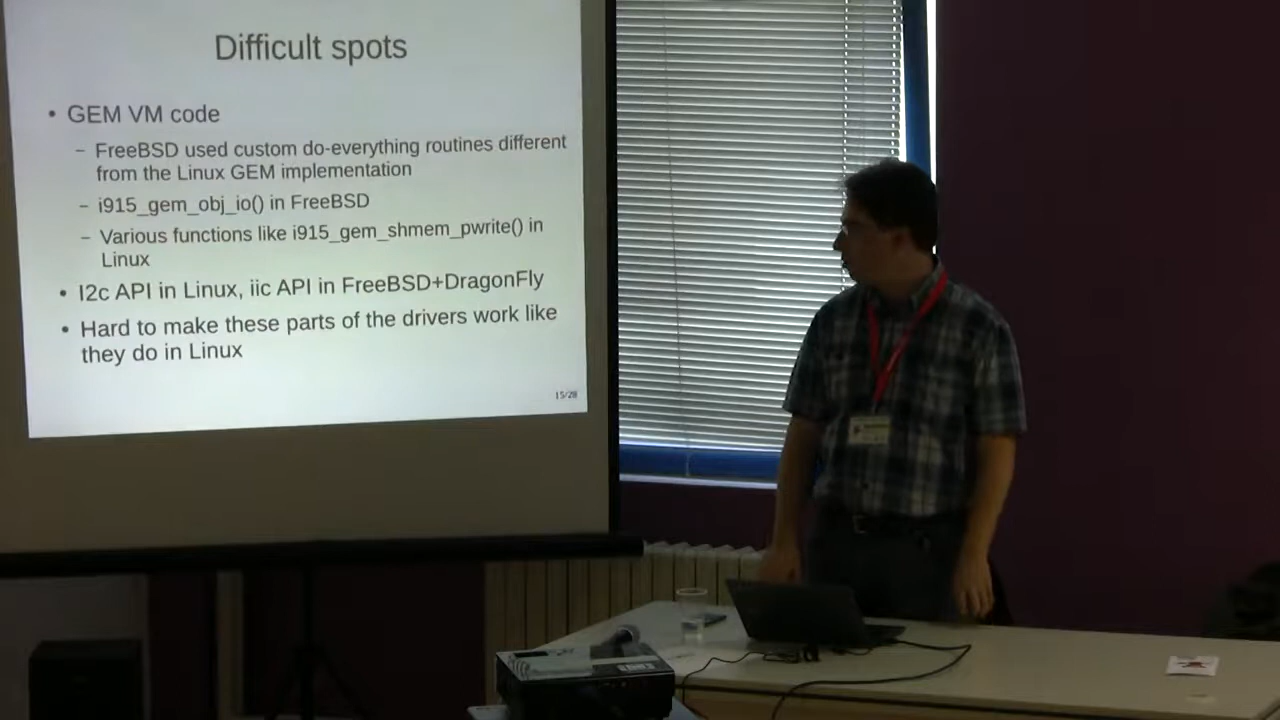 Difficult spots
• GEM VM code
– FreeBSD used custom do-everything routines different
from the Linux GEM implementation
– i915_gem_obj_io() in FreeBSD
– Various functions like i915_gem_shmem_pwrite() in
Linux
• I2c API in Linux, iic API in FreeBSD+DragonFly
• Hard to make these parts of the drivers work like
they do in Linux
15/28